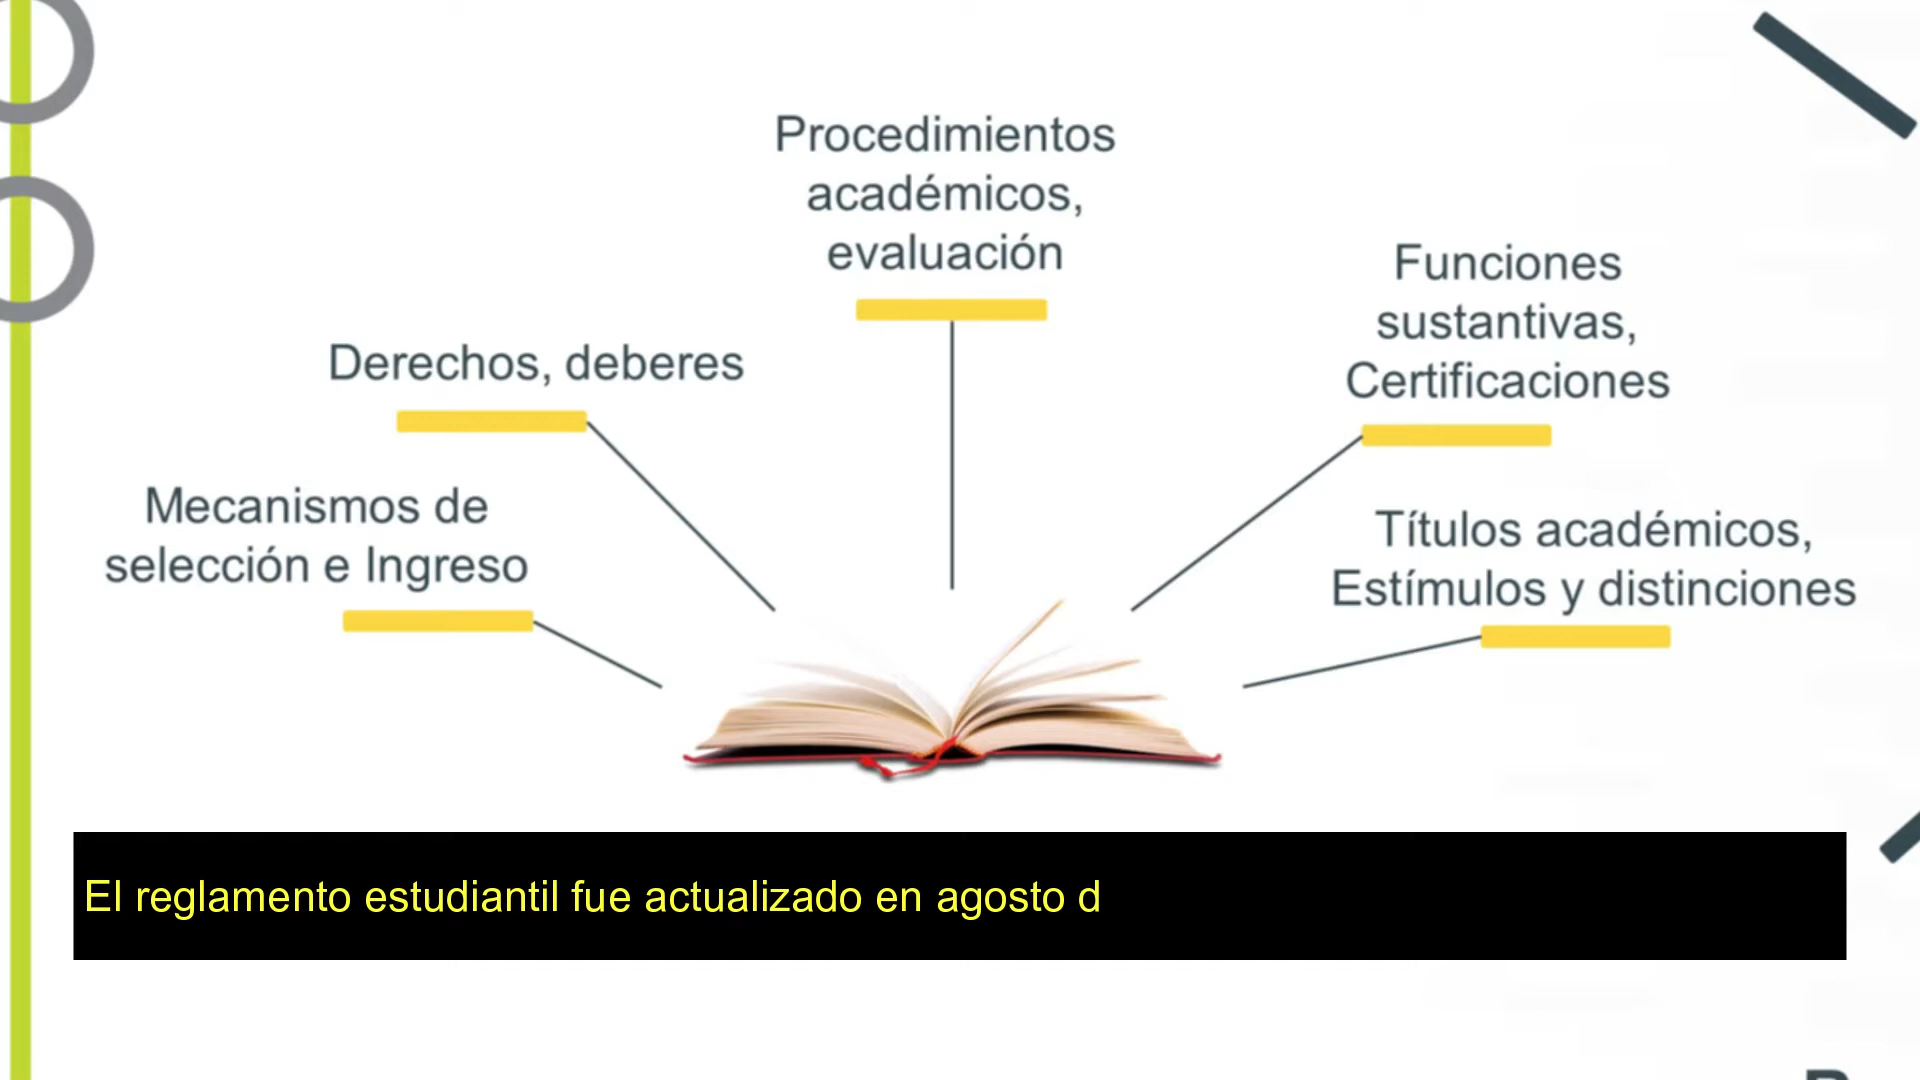 Procedimientos
académicos,
evaluación
Funciones
sustantivas,
Certificaciones
Derechos, deberes
Mecanismos de
selección e Ingreso
Títulos académicos,
Estímulos y distinciones
El reglamento estudiantil fue actualizado en agosto d